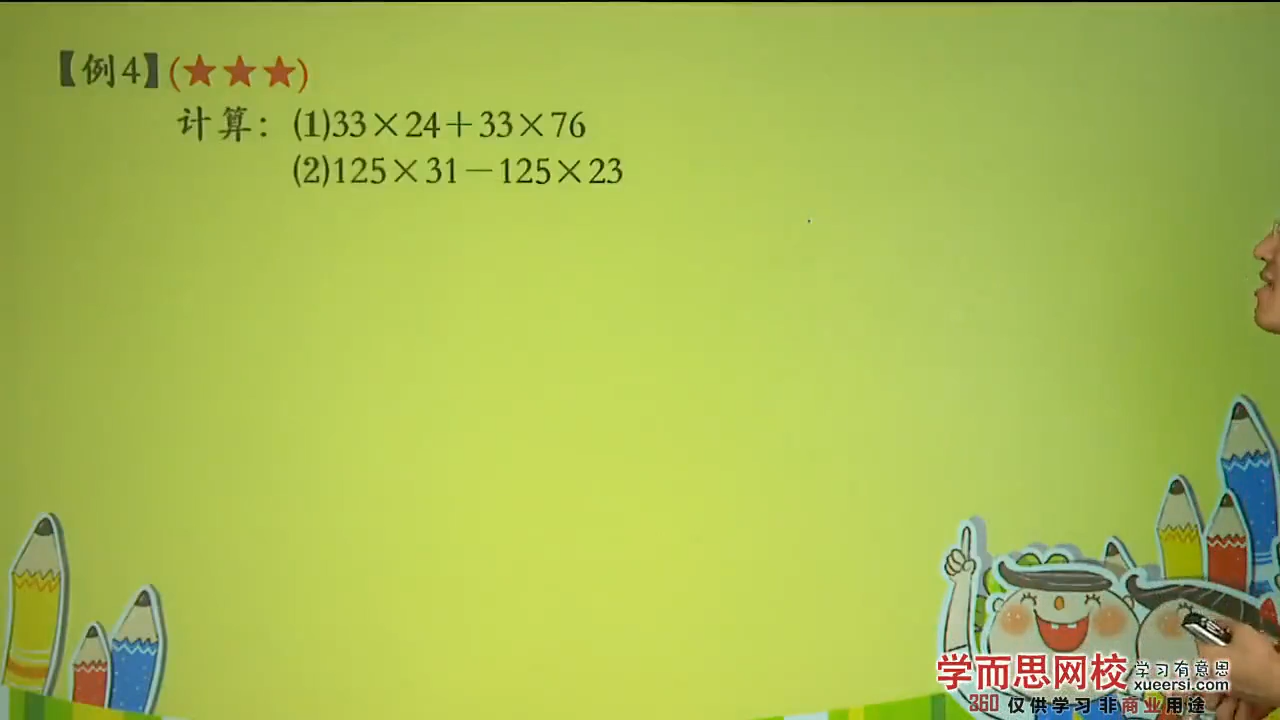 【例4】(★★★)
计算：(1)33×24＋33×76
(2)125×31－125×23
学而思网校 学习有意思
xueersi.com
360 仅供学习 非商业用途